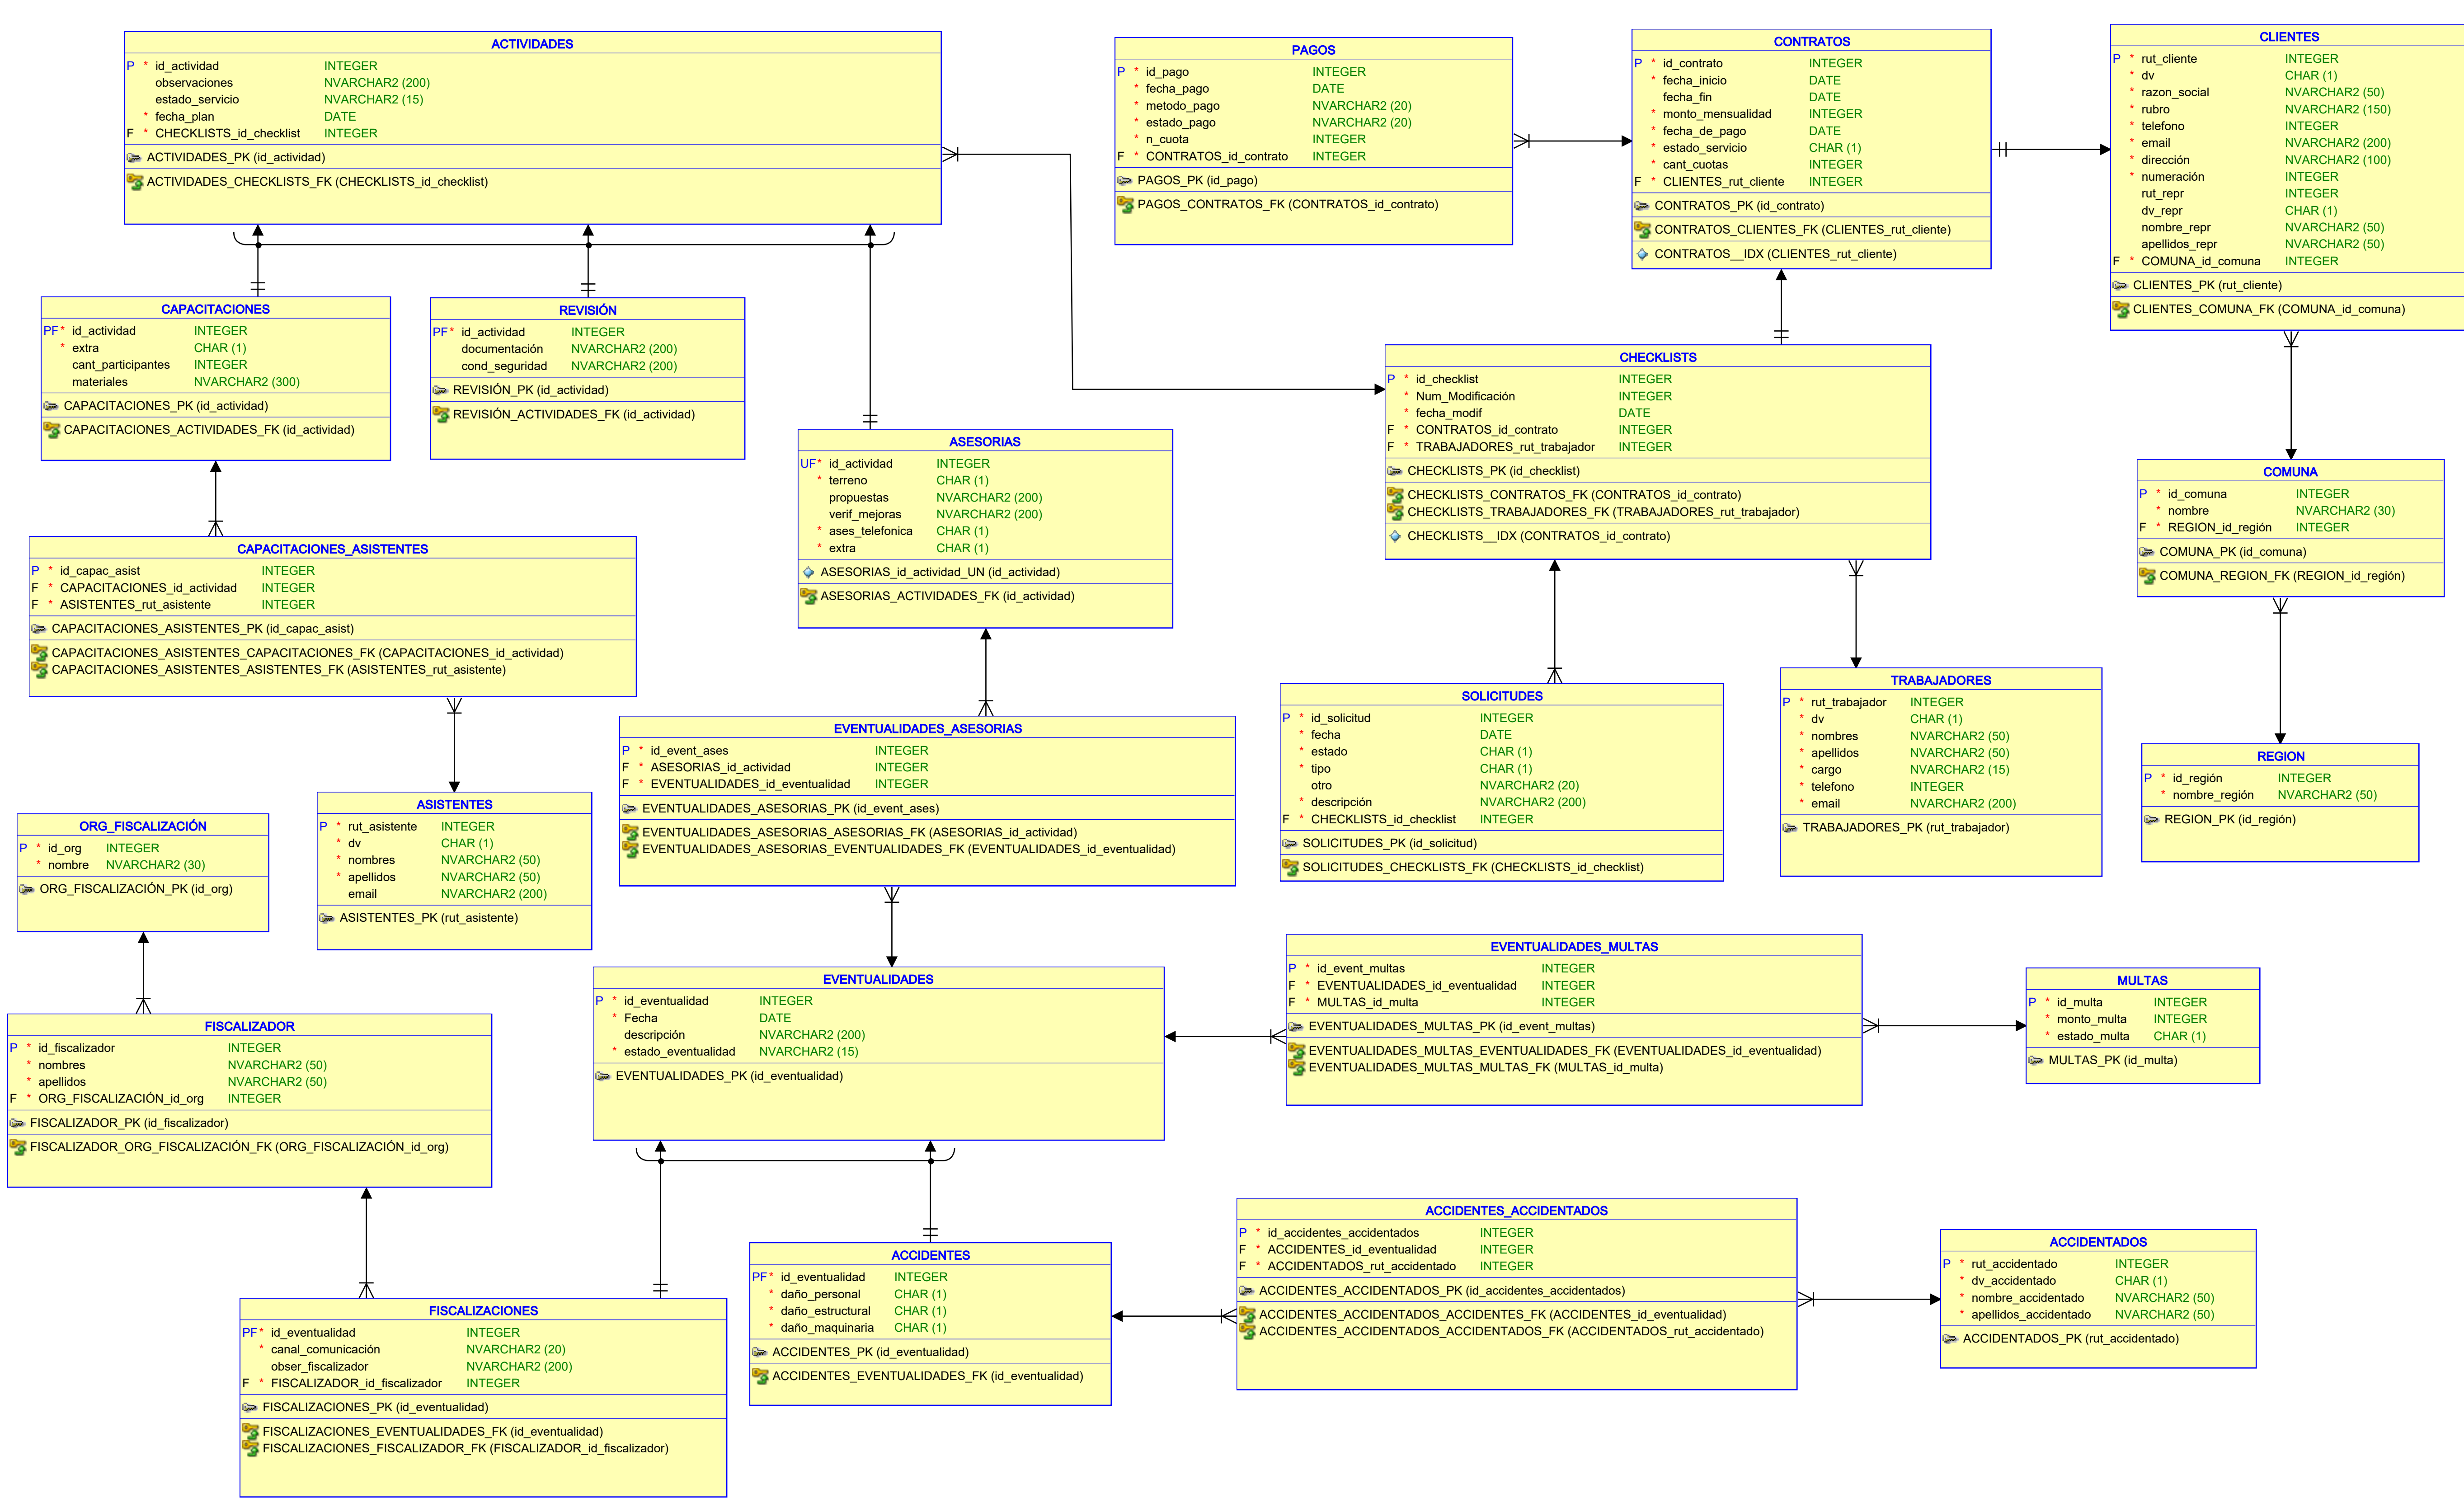 ACTIVIDADES
P * id_actividad INTEGER
observaciones NVARCHAR2 (200)
estado_servicio NVARCHAR2 (15)
* fecha_plan DATE
F * CHECKLISTS_id_checklist INTEGER
ACTIVIDADES_PK (id_actividad)
ACTIVIDADES_CHECKLISTS_FK (CHECKLISTS_id_checklist)
PAGOS
P * id_pago INTEGER
* fecha_pago DATE
* metodo_pago NVARCHAR2 (20)
* estado_pago NVARCHAR2 (20)
* n_cuota INTEGER
F * CONTRATOS_id_contrato INTEGER
PAGOS_PK (id_pago)
PAGOS_CONTRATOS_FK (CONTRATOS_id_contrato)
CONTRATOS
P * id_contrato INTEGER
* fecha_inicio DATE
fecha_fin DATE
* monto_mensualidad INTEGER
* fecha_de_pago DATE
* estado_servicio CHAR (1)
* cant_cuotas INTEGER
F * CLIENTES_rut_cliente INTEGER
CONTRATOS_PK (id_contrato)
CONTRATOS_CLIENTES_FK (CLIENTES_rut_cliente)
CONTRATOS__IDX (CLIENTES_rut_cliente)
CLIENTES
P * rut_cliente INTEGER
* dv CHAR (1)
* razon_social NVARCHAR2 (50)
* rubro NVARCHAR2 (150)
* telefono INTEGER
* email NVARCHAR2 (200)
* dirección NVARCHAR2 (100)
* numeración INTEGER
rut_repr INTEGER
dv_repr CHAR (1)
nombre_repr NVARCHAR2 (50)
apellidos_repr NVARCHAR2 (50)
F * COMUNA_id_comuna INTEGER
CLIENTES_PK (rut_cliente)
CLIENTES_COMUNA_FK (COMUNA_id_comuna)
CAPACITACIONES
PF * id_actividad INTEGER
* extra CHAR (1)
cant_participantes INTEGER
materiales NVARCHAR2 (300)
CAPACITACIONES_PK (id_actividad)
CAPACITACIONES_ACTIVIDADES_FK (id_actividad)
REVISIÓN
PF * id_actividad INTEGER
documentación NVARCHAR2 (200)
cond_seguridad NVARCHAR2 (200)
REVISIÓN_PK (id_actividad)
REVISIÓN_ACTIVIDADES_FK (id_actividad)
ASESORIAS
UF * id_actividad INTEGER
* terreno CHAR (1)
propuestas NVARCHAR2 (200)
verif_mejoras NVARCHAR2 (200)
* ases_telefonica CHAR (1)
* extra CHAR (1)
ASESORIAS_id_actividad_UN (id_actividad)
ASESORIAS_ACTIVIDADES_FK (id_actividad)
CHECKLISTS
P * id_checklist INTEGER
* Num_Modificación INTEGER
* fecha_modif DATE
F * CONTRATOS_id_contrato INTEGER
F * TRABAJADORES_rut_trabajador INTEGER
CHECKLISTS_PK (id_checklist)
CHECKLISTS_CONTRATOS_FK (CONTRATOS_id_contrato)
CHECKLISTS_TRABAJADORES_FK (TRABAJADORES_rut_trabajador)
CHECKLISTS__IDX (CONTRATOS_id_contrato)
COMUNA
P * id_comuna INTEGER
* nombre NVARCHAR2 (30)
F * REGION_id_región INTEGER
COMUNA_PK (id_comuna)
COMUNA_REGION_FK (REGION_id_región)
CAPACITACIONES_ASISTENTES
P * id_capac_asist INTEGER
F * CAPACITACIONES_id_actividad INTEGER
F * ASISTENTES_rut_asistente INTEGER
CAPACITACIONES_ASISTENTES_PK (id_capac_asist)
CAPACITACIONES_ASISTENTES_CAPACITACIONES_FK (CAPACITACIONES_id_actividad)
CAPACITACIONES_ASISTENTES_ASISTENTES_FK (ASISTENTES_rut_asistente)
EVENTUALIDADES_ASESORIAS
P * id_event_ases INTEGER
F * ASESORIAS_id_actividad INTEGER
F * EVENTUALIDADES_id_eventualidad INTEGER
EVENTUALIDADES_ASESORIAS_PK (id_event_ases)
EVENTUALIDADES_ASESORIAS_ASESORIAS_FK (ASESORIAS_id_actividad)
EVENTUALIDADES_ASESORIAS_EVENTUALIDADES_FK (EVENTUALIDADES_id_eventualidad)
SOLICITUDES
P * id_solicitud INTEGER
* fecha DATE
* estado CHAR (1)
* tipo CHAR (1)
otro NVARCHAR2 (20)
* descripción NVARCHAR2 (200)
F * CHECKLISTS_id_checklist INTEGER
SOLICITUDES_PK (id_solicitud)
SOLICITUDES_CHECKLISTS_FK (CHECKLISTS_id_checklist)
TRABAJADORES
P * rut_trabajador INTEGER
* dv CHAR (1)
* nombres NVARCHAR2 (50)
* apellidos NVARCHAR2 (50)
* cargo NVARCHAR2 (15)
* telefono INTEGER
* email NVARCHAR2 (200)
TRABAJADORES_PK (rut_trabajador)
REGION
P * id_región INTEGER
* nombre_región NVARCHAR2 (50)
REGION_PK (id_región)
ORG_FISCALIZACIÓN
P * id_org INTEGER
* nombre NVARCHAR2 (30)
ORG_FISCALIZACIÓN_PK (id_org)
ASISTENTES
P * rut_asistente INTEGER
* dv CHAR (1)
* nombres NVARCHAR2 (50)
* apellidos NVARCHAR2 (50)
email NVARCHAR2 (200)
ASISTENTES_PK (rut_asistente)
EVENTUALIDADES
P * id_eventualidad INTEGER
* Fecha DATE
descripción NVARCHAR2 (200)
* estado_eventualidad NVARCHAR2 (15)
EVENTUALIDADES_PK (id_eventualidad)
EVENTUALIDADES_MULTAS
P * id_event_multas INTEGER
F * EVENTUALIDADES_id_eventualidad INTEGER
F * MULTAS_id_multa INTEGER
EVENTUALIDADES_MULTAS_PK (id_event_multas)
EVENTUALIDADES_MULTAS_EVENTUALIDADES_FK (EVENTUALIDADES_id_eventualidad)
EVENTUALIDADES_MULTAS_MULTAS_FK (MULTAS_id_multa)
MULTAS
P * id_multa INTEGER
* monto_multa INTEGER
* estado_multa CHAR (1)
MULTAS_PK (id_multa)
FISCALIZADOR
P * id_fiscalizador INTEGER
* nombres NVARCHAR2 (50)
* apellidos NVARCHAR2 (50)
F * ORG_FISCALIZACIÓN_id_org INTEGER
FISCALIZADOR_PK (id_fiscalizador)
FISCALIZADOR_ORG_FISCALIZACIÓN_FK (ORG_FISCALIZACIÓN_id_org)
FISCALIZACIONES
PF * id_eventualidad INTEGER
* canal_comunicación NVARCHAR2 (20)
obser_fiscalizador NVARCHAR2 (200)
F * FISCALIZADOR_id_fiscalizador INTEGER
FISCALIZACIONES_PK (id_eventualidad)
FISCALIZACIONES_EVENTUALIDADES_FK (id_eventualidad)
FISCALIZACIONES_FISCALIZADOR_FK (FISCALIZADOR_id_fiscalizador)
ACCIDENTES
PF * id_eventualidad INTEGER
* daño_personal CHAR (1)
* daño_estructural CHAR (1)
* daño_maquinaria CHAR (1)
ACCIDENTES_PK (id_eventualidad)
ACCIDENTES_EVENTUALIDADES_FK (id_eventualidad)
ACCIDENTES_ACCIDENTADOS
P * id_accidentes_accidentados INTEGER
F * ACCIDENTES_id_eventualidad INTEGER
F * ACCIDENTADOS_rut_accidentado INTEGER
ACCIDENTES_ACCIDENTADOS_PK (id_accidentes_accidentados)
ACCIDENTES_ACCIDENTADOS_ACCIDENTES_FK (ACCIDENTES_id_eventualidad)
ACCIDENTES_ACCIDENTADOS_ACCIDENTADOS_FK (ACCIDENTADOS_rut_accidentado)
ACCIDENTADOS
P * rut_accidentado INTEGER
* dv_accidentado CHAR (1)
* nombre_accidentado NVARCHAR2 (50)
* apellidos_accidentado NVARCHAR2 (50)
ACCIDENTADOS_PK (rut_accidentado)